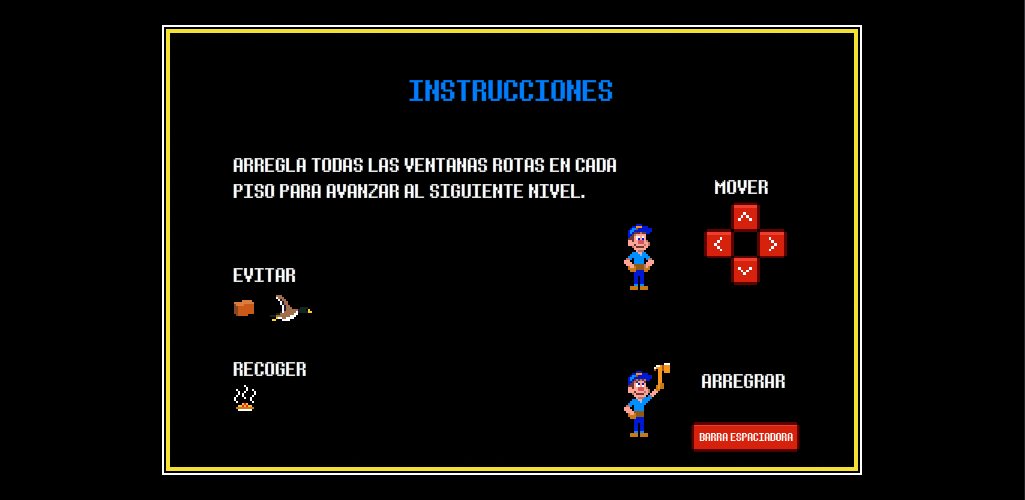 INSTRUCCIONES
ARREGLA TODAS LAS VENTANAS ROTAS EN CADA
PISO PARA AVANZAR AL SIGUIENTE NIVEL.
MOVER
EVITAR
RECOGER
ARREGRAR
BARRA ESPACIADORA